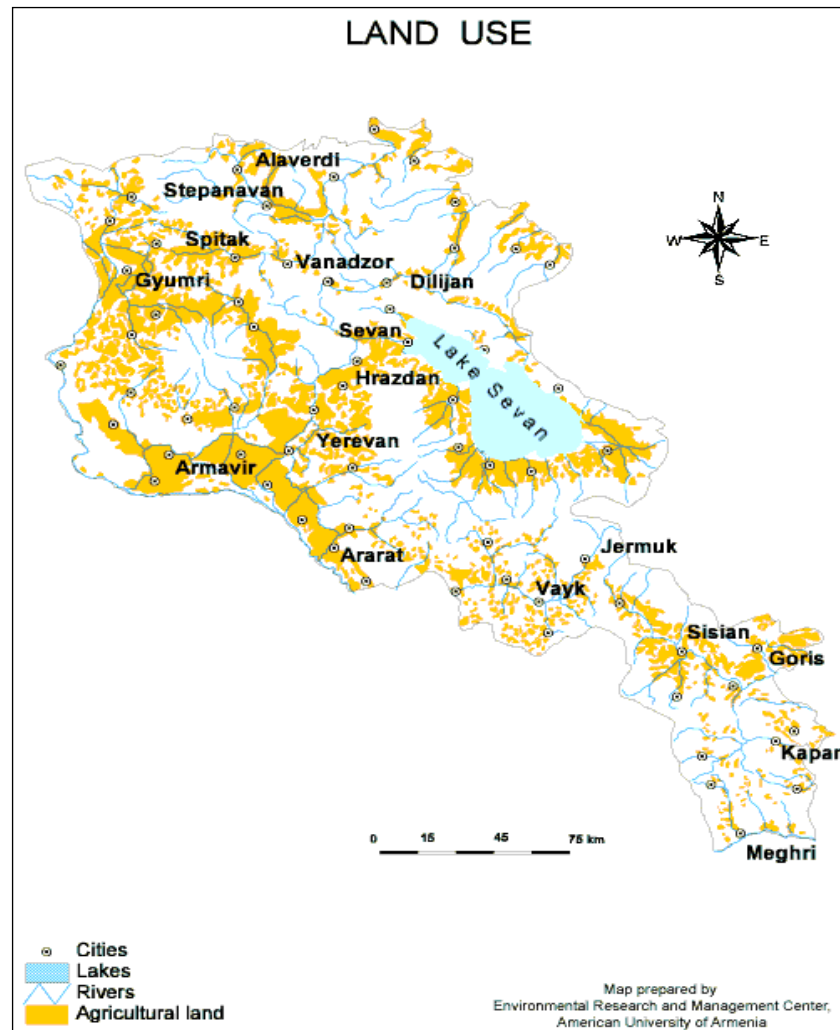 LAND USE
N
W E
S
Alaverdi
Stepanavan
Spitak
Vanadzor
Gyumri
Dilijan
Sevan
Lake Sevan
Hrazdan
Yerevan
Armavir
Ararat
Jermuk
Vayk
Sisian
Goris
Kapan
Meghri
0 15 45 75 km
Cities
Lakes
Rivers
Agricultural land
Map prepared by
Environmental Research and Management Center,
American University of Armenia